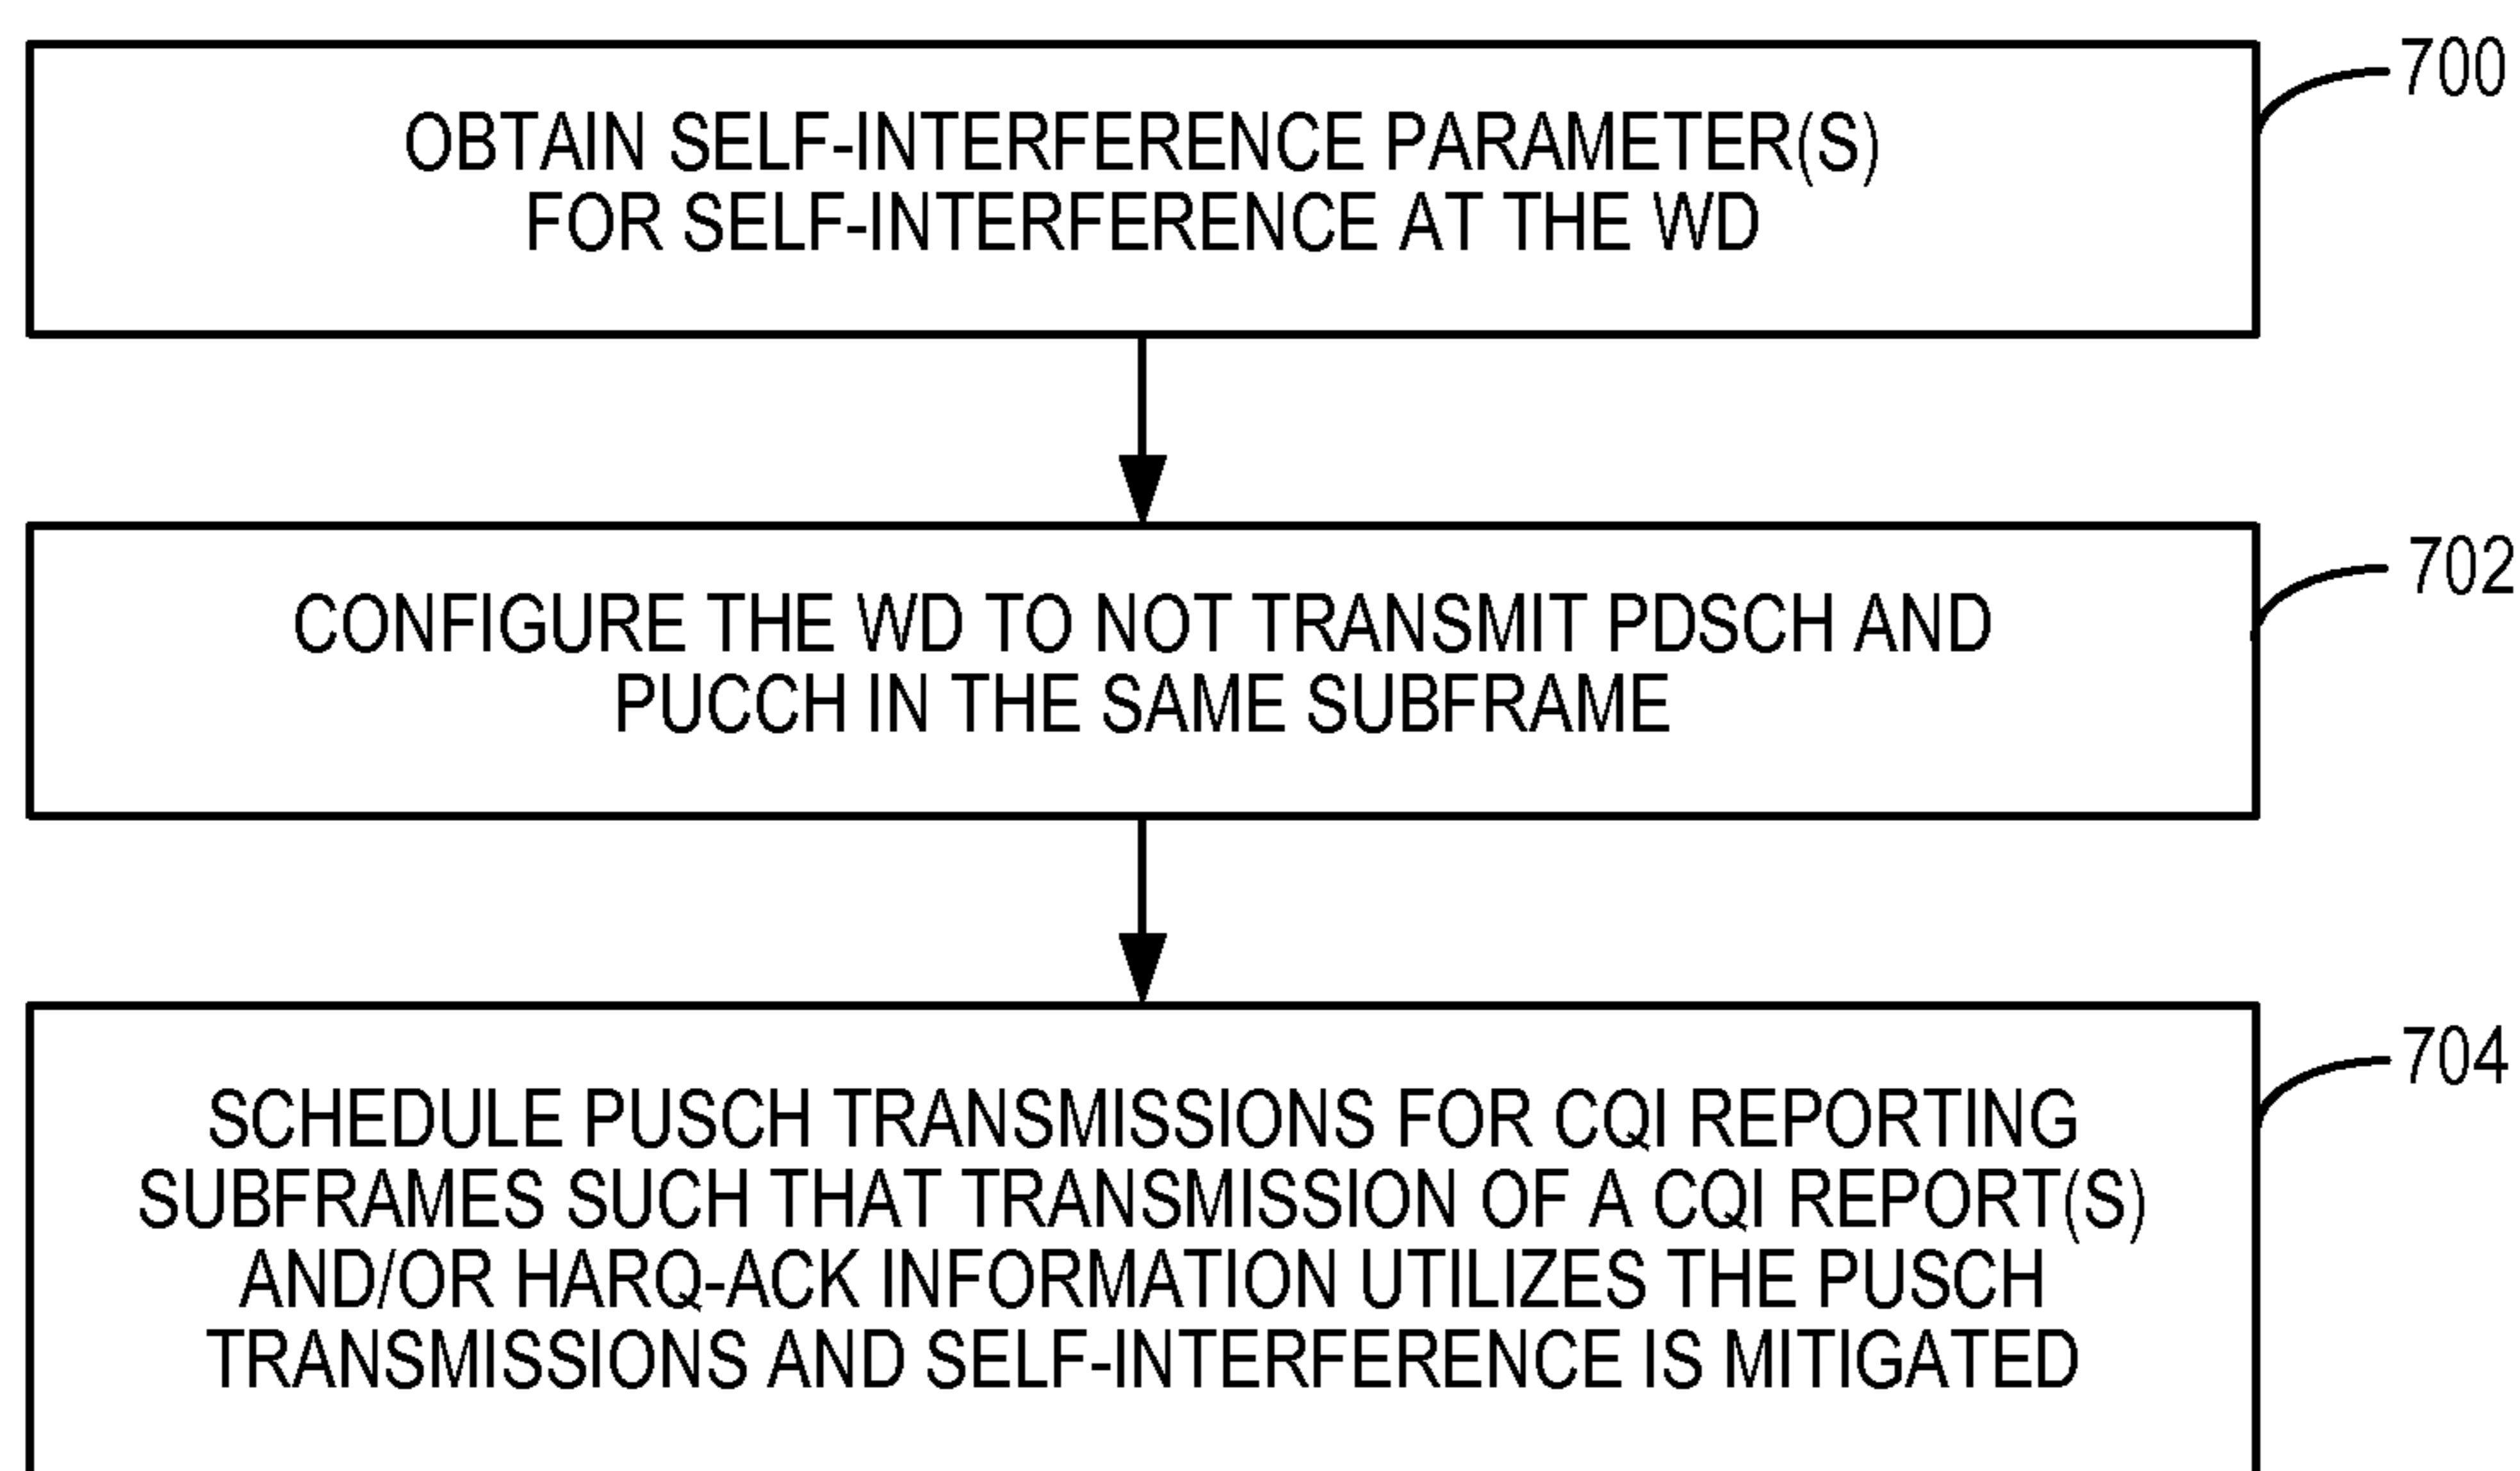 700
OBTAIN SELF-INTERFERENCE PARAMETER(S)
FOR SELF-INTERFERENCE AT THE WD
702
CONFIGURE THE WD TO NOT TRANSMIT PDSCH AND
PUCCH IN THE SAME SUBFRAME
704
SCHEDULE PUSCH TRANSMISSIONS FOR CQI REPORTING
SUBFRAMES SUCH THAT TRANSMISSION OF A CQI REPORT(S)
AND/OR HARQ-ACK INFORMATION UTILIZES THE PUSCH
TRANSMISSIONS AND SELF-INTERFERENCE IS MITIGATED